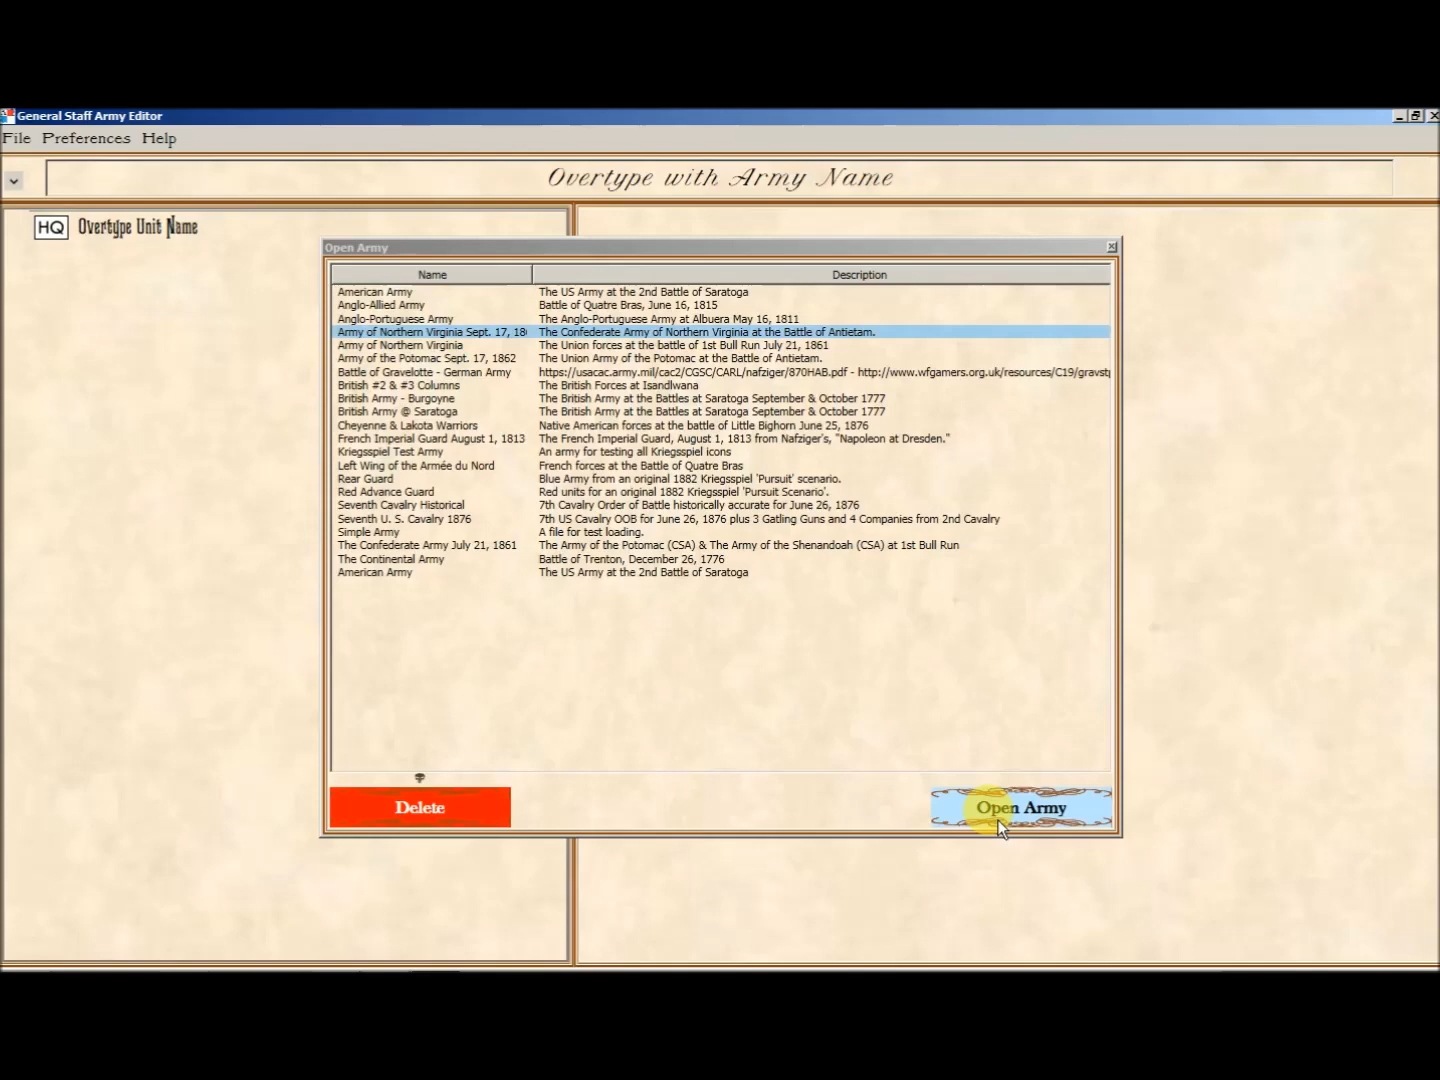 General Staff Army Editor
File Preferences Help
Overtype with Army Name
HQ Overtype Unit Name
Open Army
Name Description
American Army The US Army at the 2nd Battle of Saratoga
Anglo-Allied Army Battle of Quatre Bras, June 16, 1815
Anglo-Portuguese Army The Anglo-Portuguese Army at Albuera May 16, 1811
Army of Northern Virginia Sept. 17, 18 The Confederate Army of Northern Virginia at the Battle of Antietam.
Army of Northern Virginia The Union forces at the battle of 1st Bull Run July 21, 1861
Army of the Potomac Sept. 17, 1862 The Union Army of the Potomac at the Battle of Antietam.
Battle of Gravelotte - German Army https://usacac.army.mil/cac2/CGSC/CARL/nafziger/870HAB.pdf - http://www.wfgamers.org.uk/resources/C19/gravst
British #2 & #3 Columns The British Forces at Isandlwana
British Army - Burgoyne The British Army at the Battles at Saratoga September & October 1777
British Army @ Saratoga The British Army at the Battles at Saratoga September & October 1777
Cheyenne & Lakota Warriors Native American forces at the battle of Little Bighorn June 25, 1876
French Imperial Guard August 1, 1813 The French Imperial Guard, August 1, 1813 from Nafziger's, "Napoleon at Dresden."
Kriegsspiel Test Army An army for testing all Kriegsspiel icons
Left Wing of the Armée du Nord French forces at the Battle of Quatre Bras
Rear Guard Blue Army from an original 1882 Kriegsspiel 'Pursuit' scenario.
Red Advance Guard Red units for an original 1882 Kriegsspiel 'Pursuit Scenario'.
Seventh Cavalry Historical 7th Cavalry Order of Battle historically accurate for June 26, 1876
Seventh U. S. Cavalry 1876 7th US Cavalry OOB for June 26, 1876 plus 3 Gatling Guns and 4 Companies from 2nd Cavalry
Simple Army A file for test loading.
The Confederate Army July 21, 1861 The Army of the Potomac (CSA) & The Army of the Shenandoah (CSA) at 1st Bull Run
The Continental Army Battle of Trenton, December 26, 1776
American Army The US Army at the 2nd Battle of Saratoga
Delete Open Army